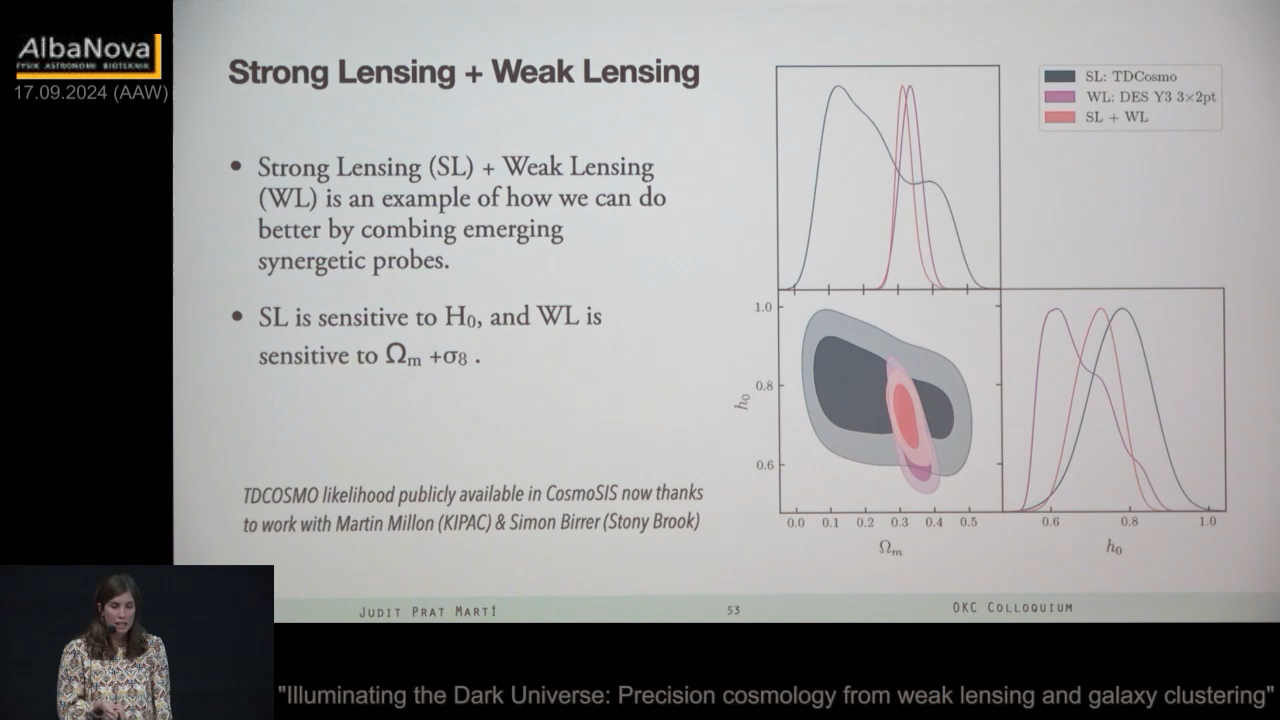 AlbaNova
FYSIK ASTRONOMI BIOTEKNIK
17.09.2024 (AAW)
Strong Lensing + Weak Lensing
• Strong Lensing (SL) + Weak Lensing
(WL) is an example of how we can do
better by combing emerging
synergetic probes.
• SL is sensitive to H₀, and WL is
sensitive to Ωₘ +σ₈ .
TDCOSMO likelihood publicly available in CosmoSIS now thanks
to work with Martin Millon (KIPAC) & Simon Birrer (Stony Brook)
SL: TDCosmo
WL: DES Y3 3×2pt
SL + WL
1.0
0.8
0.6
h₀
0.0 0.1 0.2 0.3 0.4 0.5
Ωₘ
0.6 0.8 1.0
h₀
JUDIT PRAT MARTÍ
53
OKC COLLOQUIUM
"Illuminating the Dark Universe: Precision cosmology from weak lensing and galaxy clustering"